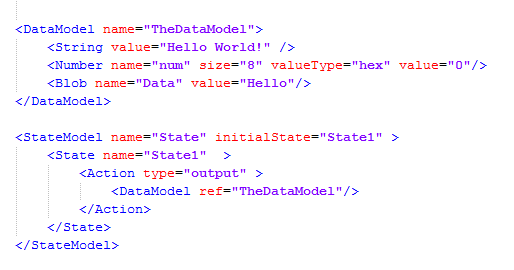 <DataModel name="TheDataModel">
<String value="Hello World!" />
<Number name="num" size="8" valueType="hex" value="0"/>
<Blob name="Data" value="Hello"/>
</DataModel>
<StateModel name="State" initialState="State1" >
<State name="State1"  >
<Action type="output" >
<DataModel ref="TheDataModel"/>
</Action>
</State>
</StateModel>